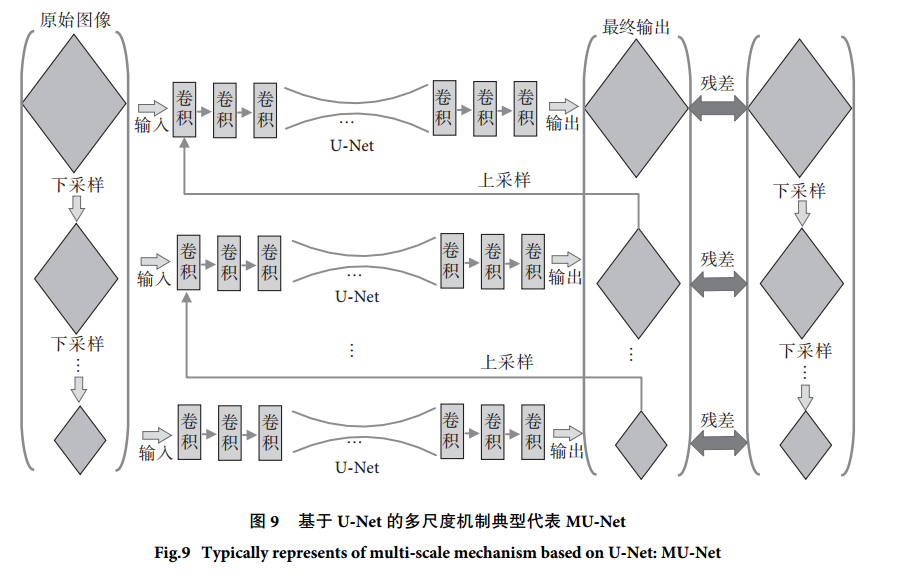 原始图像
最终输出
卷积 卷积 卷积 卷积 卷积 卷积
残差
输入
…
输出
U-Net
下采样
上采样
下采样
卷积 卷积 卷积 卷积 卷积 卷积
残差
输入
…
输出
U-Net
下采样
下采样
⋮
⋮
⋮
⋮
上采样
卷积 卷积 卷积 卷积 卷积 卷积
残差
输入
…
输出
U-Net
图 9 基于 U-Net 的多尺度机制典型代表 MU-Net
Fig.9 Typically represents of multi-scale mechanism based on U-Net: MU-Net